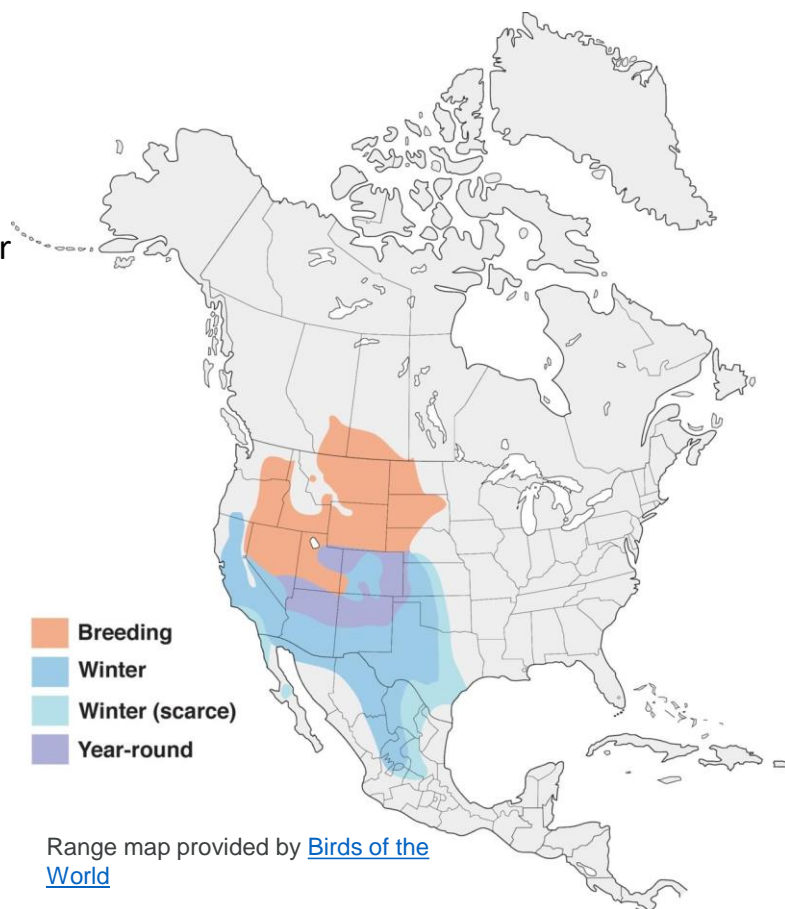 r
Breeding
Winter
Winter (scarce)
Year-round
Range map provided by Birds of the
World